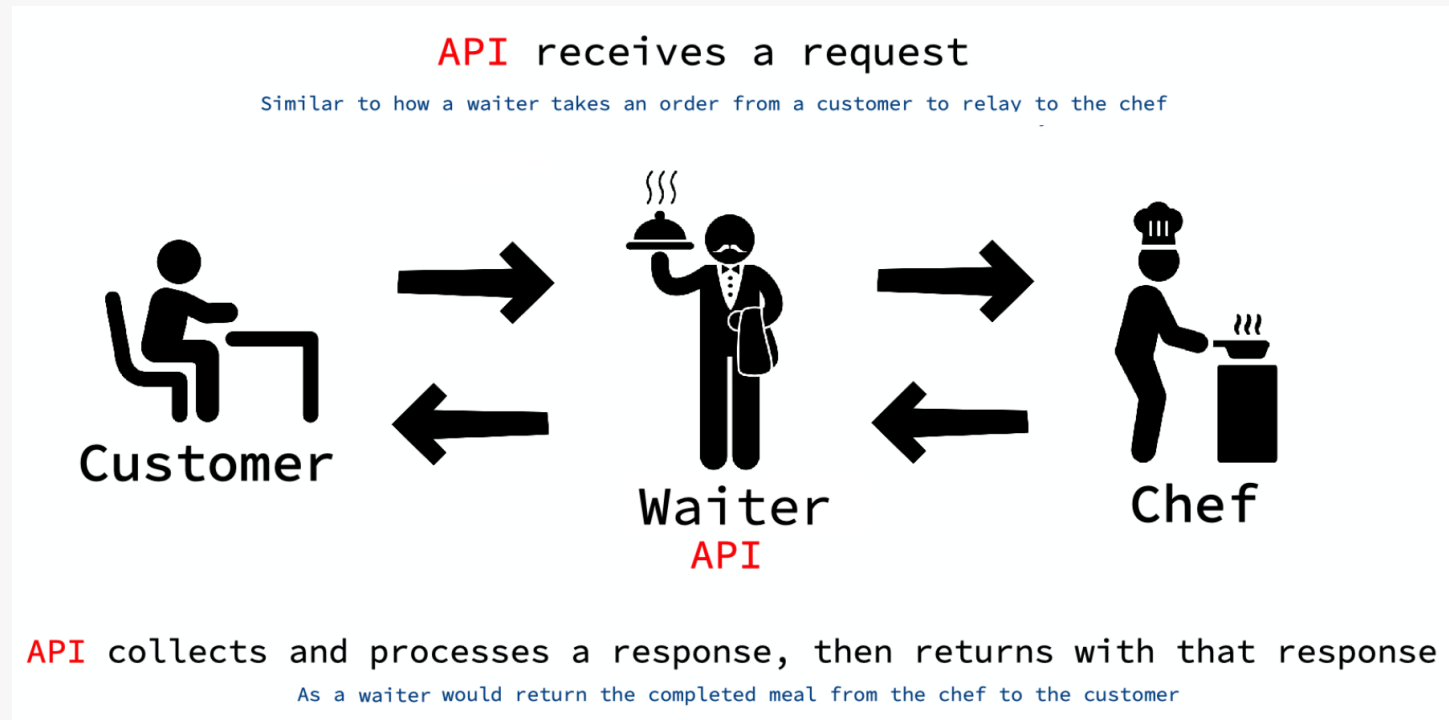 API receives a request
Similar to how a waiter takes an order from a customer to relay to the chef
Customer
Waiter
API
Chef
API collects and processes a response, then returns with that response
As a waiter would return the completed meal from the chef to the customer